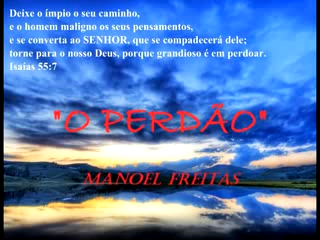 Deixe o ímpio o seu caminho,
e o homem maligno os seus pensamentos,
e se converta ao SENHOR, que se compadecerá dele;
torne para o nosso Deus, porque grandioso é em perdoar.
Isaías 55:7
"O PERDÃO"
MANOEL FREITAS